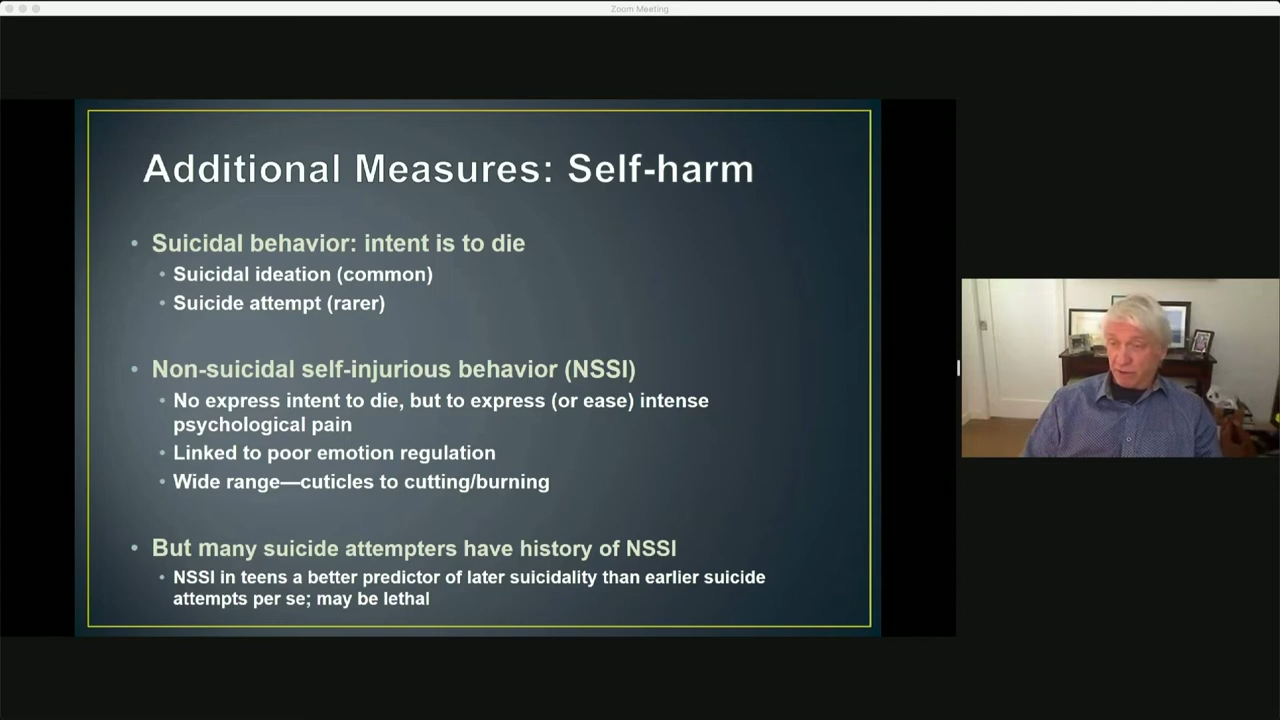 Zoom Meeting
Additional Measures: Self-harm
• Suicidal behavior: intent is to die
• Suicidal ideation (common)
• Suicide attempt (rarer)
• Non-suicidal self-injurious behavior (NSSI)
• No express intent to die, but to express (or ease) intense
psychological pain
• Linked to poor emotion regulation
• Wide range—cuticles to cutting/burning
• But many suicide attempters have history of NSSI
• NSSI in teens a better predictor of later suicidality than earlier suicide
attempts per se; may be lethal